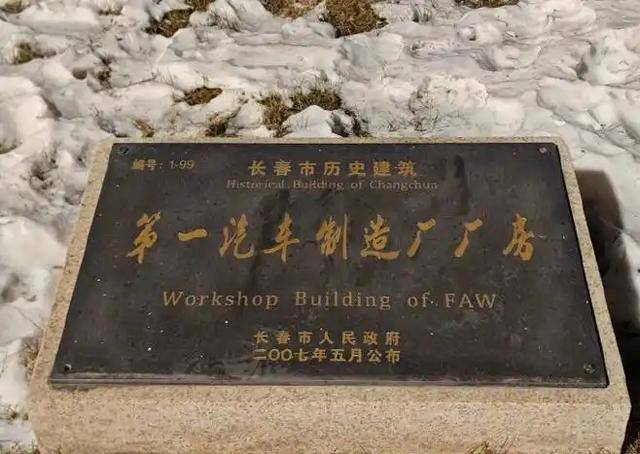 编号：1-99
长春市历史建筑
Historical Building of Changchun
第一汽车制造厂厂房
Workshop Building of FAW
长春市人民政府
二〇〇七年五月公布